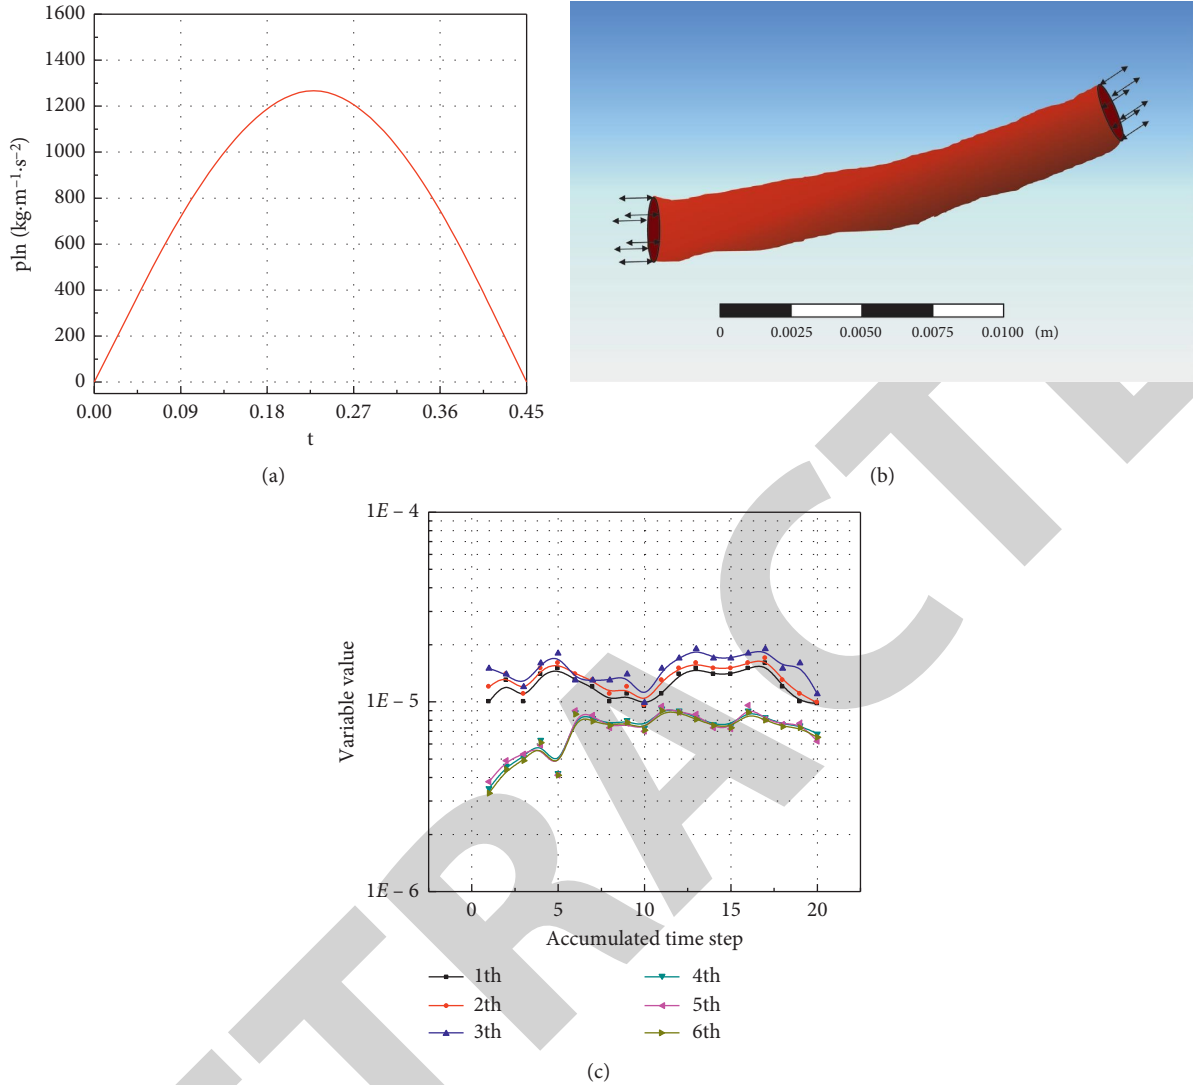 1600
1400
1200
1000
800
600
400
200
0
pIn (kg·m⁻¹·s⁻²)
0.00 0.09 0.18 0.27 0.36 0.45
t
(a)
0 0.0025 0.0050 0.0075 0.0100 (m)
(b)
1E – 4
1E – 5
1E – 6
Variable value
0 5 10 15 20
Accumulated time step
1th 4th
2th 5th
3th 6th
(c)
TRACTE